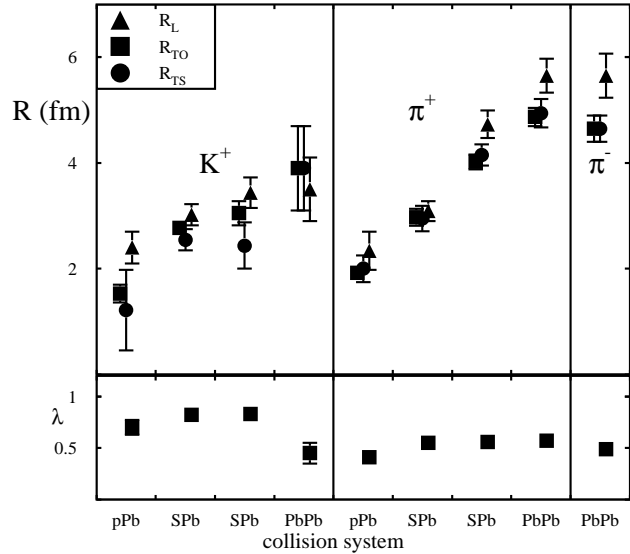 R_L
R_TO
R_TS
6
R (fm)
π+
K+
π-
4
2
1
λ
0.5
pPb SPb SPb PbPb pPb SPb SPb PbPb PbPb
collision system